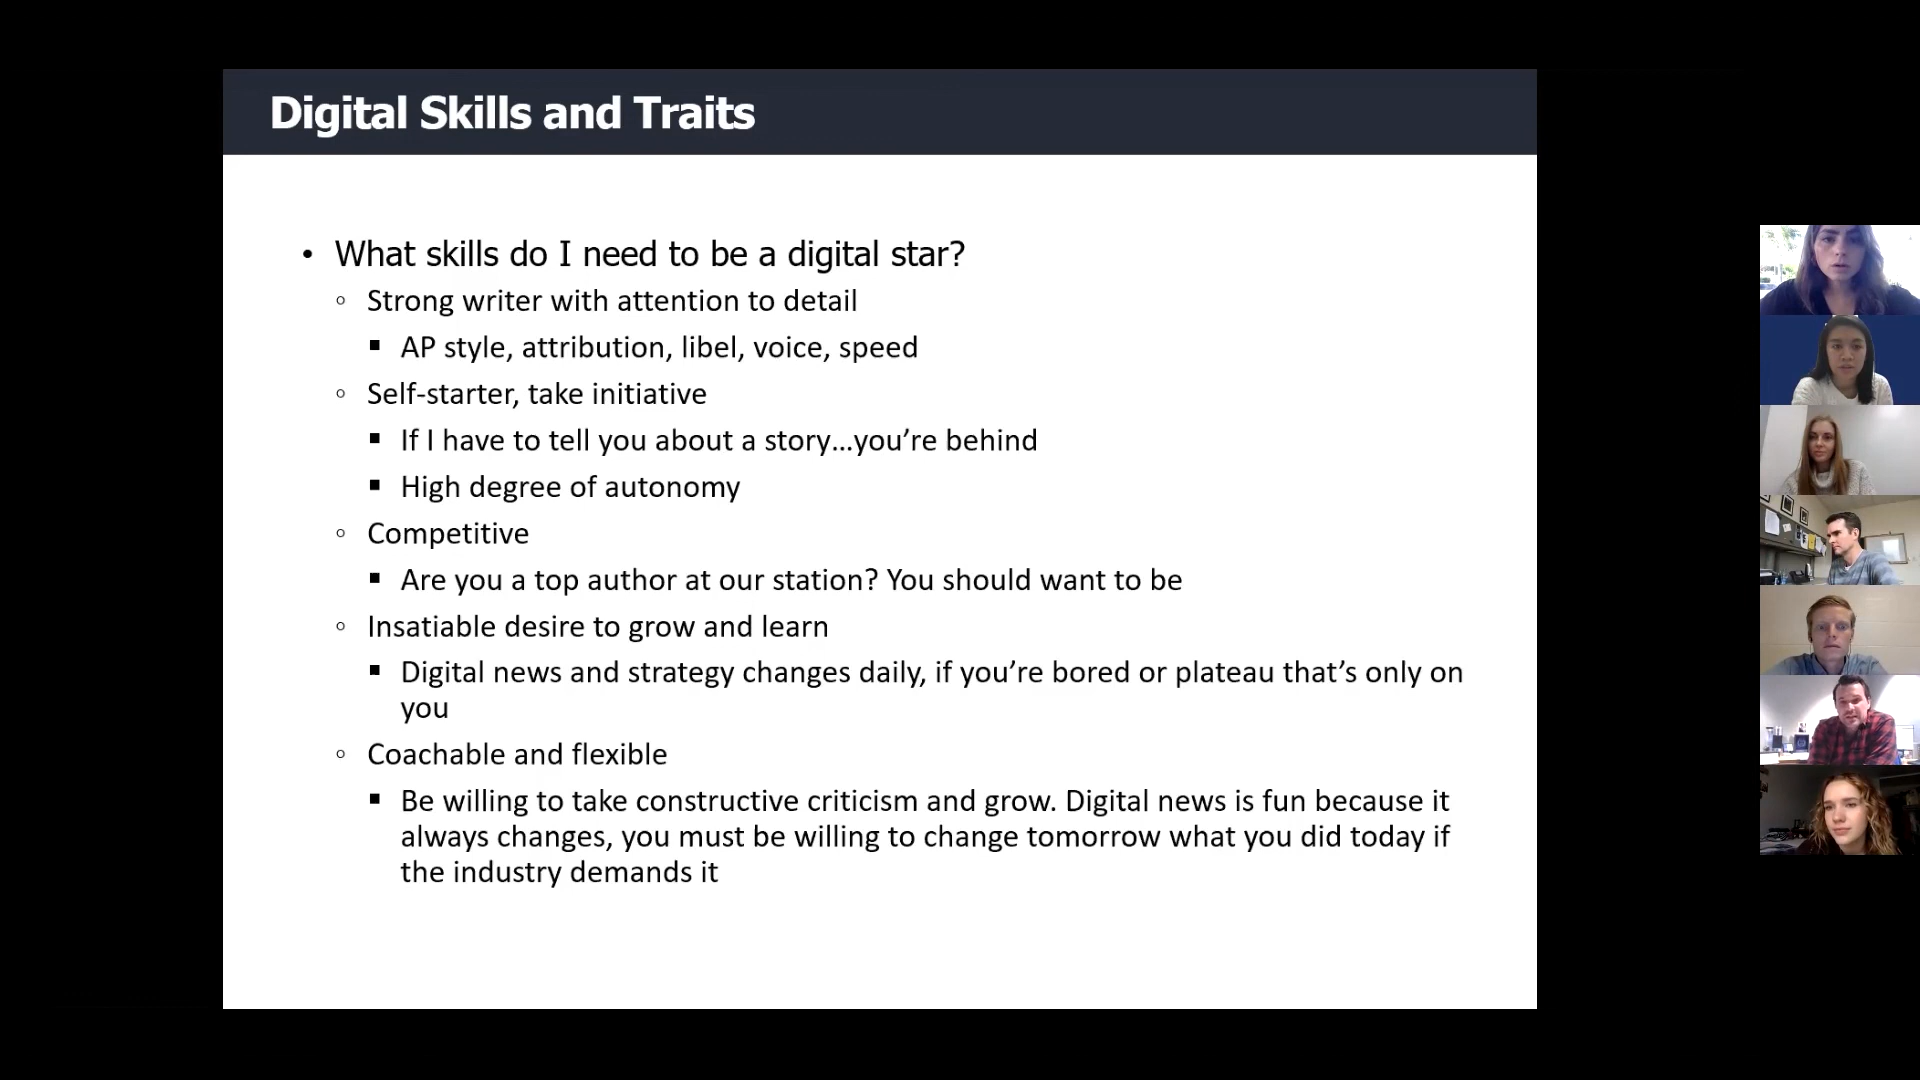 Digital Skills and Traits
• What skills do I need to be a digital star?
◦ Strong writer with attention to detail
▪ AP style, attribution, libel, voice, speed
◦ Self-starter, take initiative
▪ If I have to tell you about a story…you’re behind
▪ High degree of autonomy
◦ Competitive
▪ Are you a top author at our station? You should want to be
◦ Insatiable desire to grow and learn
▪ Digital news and strategy changes daily, if you’re bored or plateau that’s only on
you
◦ Coachable and flexible
▪ Be willing to take constructive criticism and grow. Digital news is fun because it
always changes, you must be willing to change tomorrow what you did today if
the industry demands it